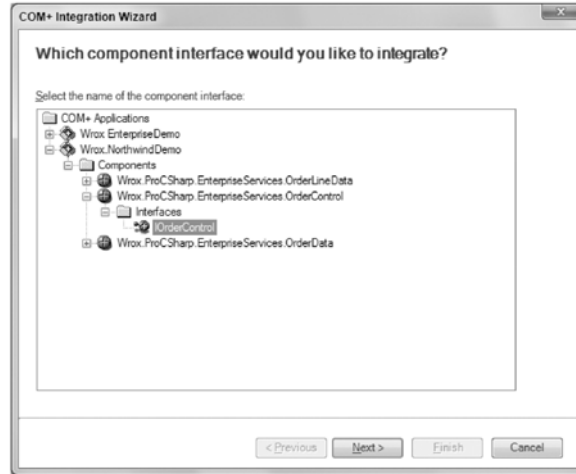 COM+ Integration Wizard
Which component interface would you like to integrate?
Select the name of the component interface:
COM+ Applications
Wrox EnterpriseDemo
Wrox.NorthwindDemo
Components
Wrox.ProCSharp.EnterpriseServices.OrderLineData
Wrox.ProCSharp.EnterpriseServices.OrderControl
Interfaces
IOrderControl
Wrox.ProCSharp.EnterpriseServices.OrderData
< Previous Next > Finish Cancel